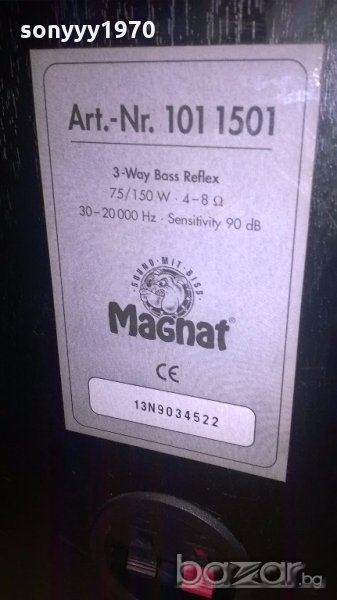 sonyyy1970
Art.-Nr. 101 1501
3-Way Bass Reflex
75/150 W · 4–8 Ω
30–20 000 Hz · Sensitivity 90 dB
SOUND·MIT·BISS
Magnat®
CE
13N9034522
bazar.bg